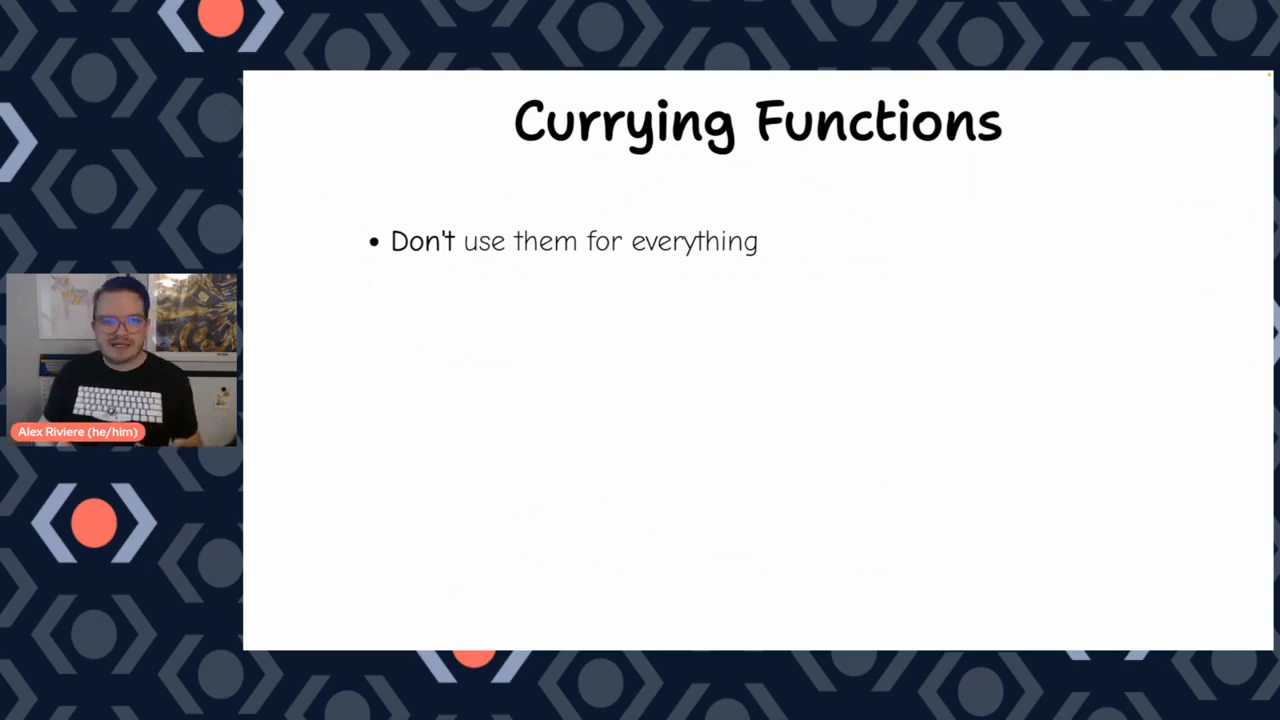 Currying Functions
• Don't use them for everything
Alex Riviere (he/him)